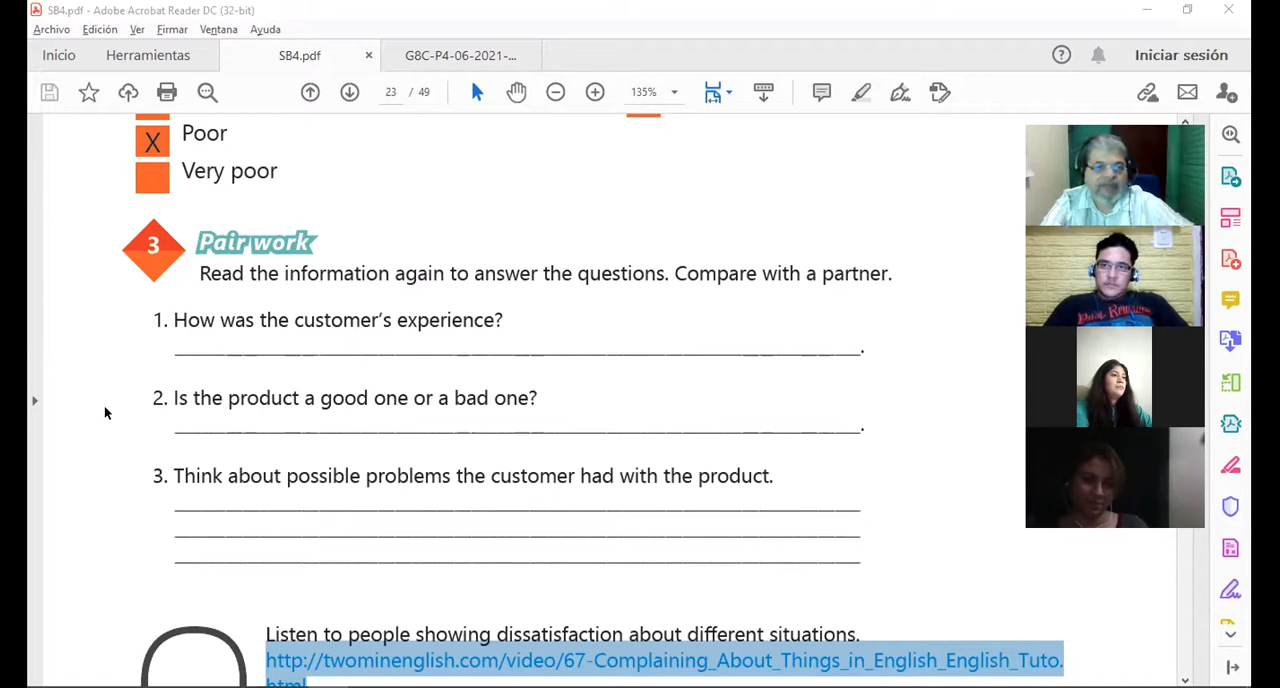 SB4.pdf - Adobe Acrobat Reader DC (32-bit)
Archivo Edición Ver Firmar Ventana Ayuda
Inicio Herramientas SB4.pdf × G8C-P4-06-2021-... Iniciar sesión
23 / 49 135%
X Poor
Very poor
3 Pair work
Read the information again to answer the questions. Compare with a partner.
1. How was the customer's experience?
2. Is the product a good one or a bad one?
3. Think about possible problems the customer had with the product.
Listen to people showing dissatisfaction about different situations.
http://twominenglish.com/video/67-Complaining_About_Things_in_English_English_Tuto.
html